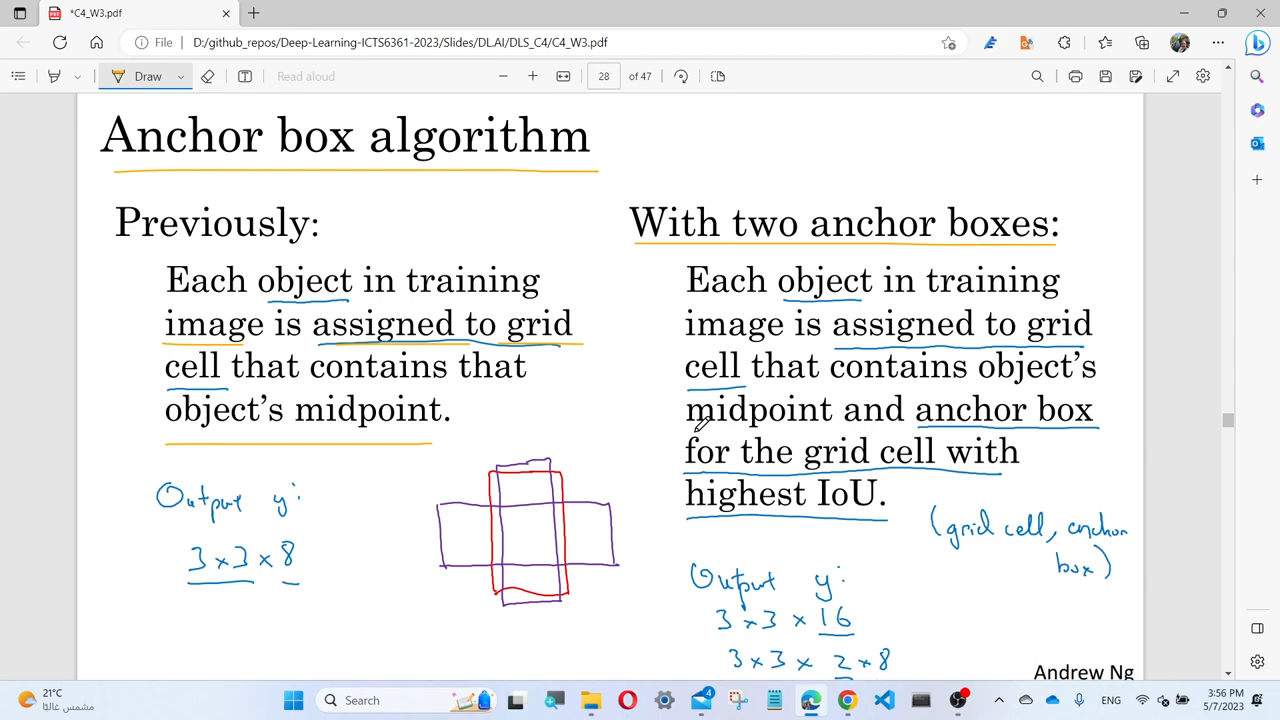 *C4_W3.pdf
File
D:/github_repos/Deep-Learning-ICTS6361-2023/Slides/DL.AI/DLS_C4/C4_W3.pdf
Draw
Read aloud
28 of 47
Anchor box algorithm
Previously:
Each object in training
image is assigned to grid
cell that contains that
object's midpoint.
Output y:
3×3×8
With two anchor boxes:
Each object in training
image is assigned to grid
cell that contains object's
midpoint and anchor box
for the grid cell with
highest IoU.
(grid cell, anchor
box)
Output y:
3×3×16
3×3×2×8
Andrew Ng
21°C
مشمس غالبًا
Search
4
ENG
3:56 PM
5/7/2023